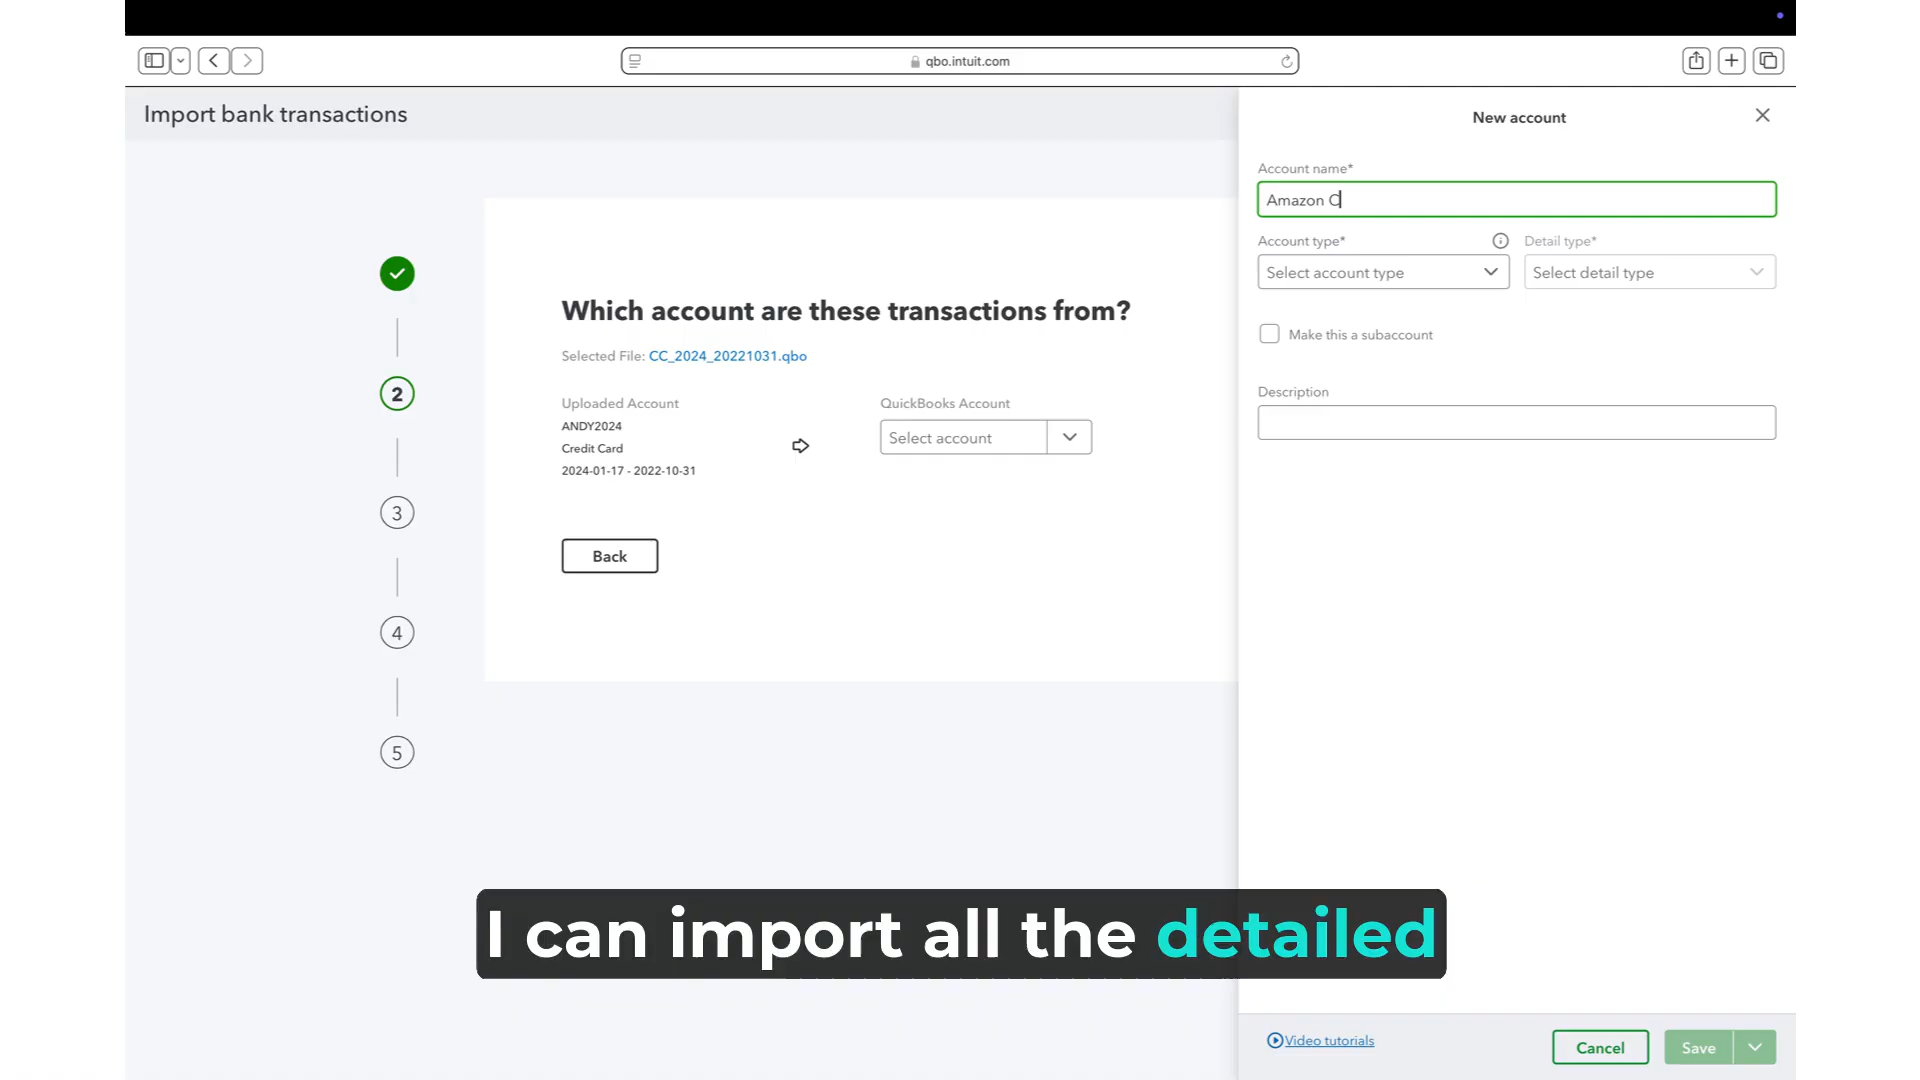 qbo.intuit.com
Import bank transactions
New account
Account name*
Amazon C
Account type*
Detail type*
Select account type
Select detail type
Make this a subaccount
Description
2
3
4
5
Which account are these transactions from?
Selected File: CC_2024_20221031.qbo
Uploaded Account
QuickBooks Account
ANDY2024
Select account
Credit Card
2024-01-17 - 2022-10-31
Back
I can import all the detailed
Video tutorials
Cancel
Save